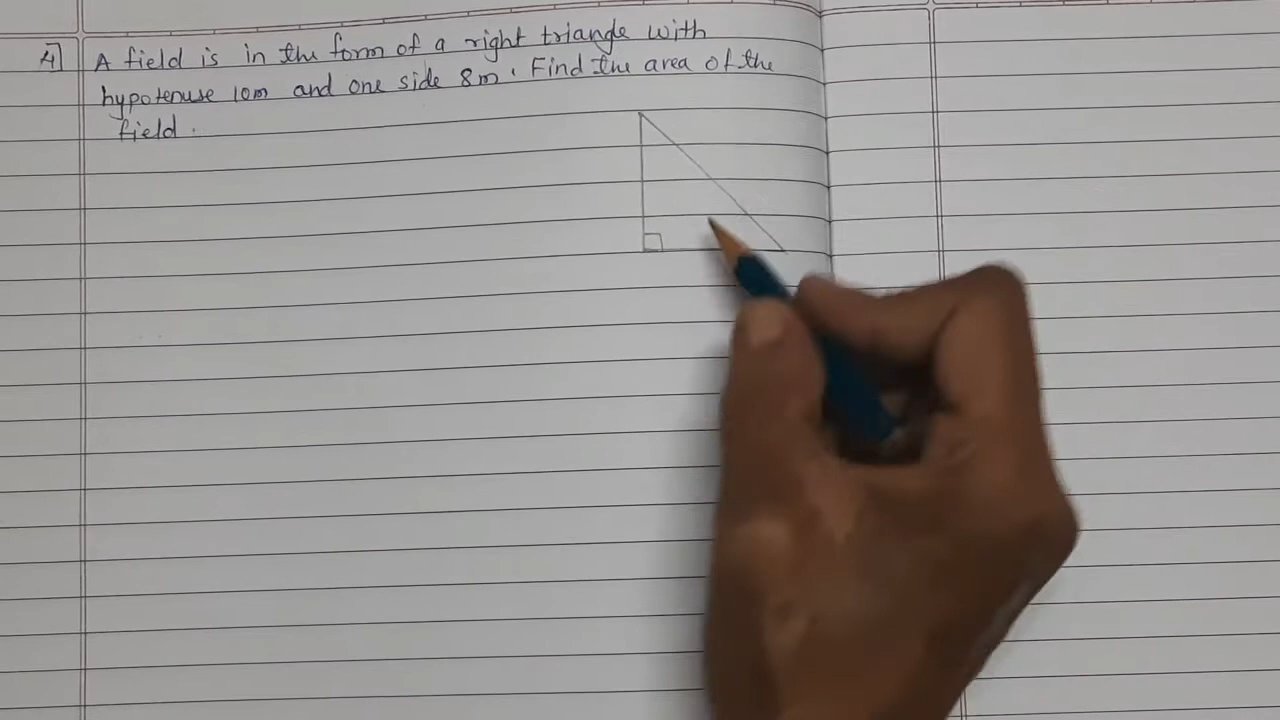 4] A field is in the form of a right triangle with
hypotenuse 10m and one side 8m. Find the area of the
field.